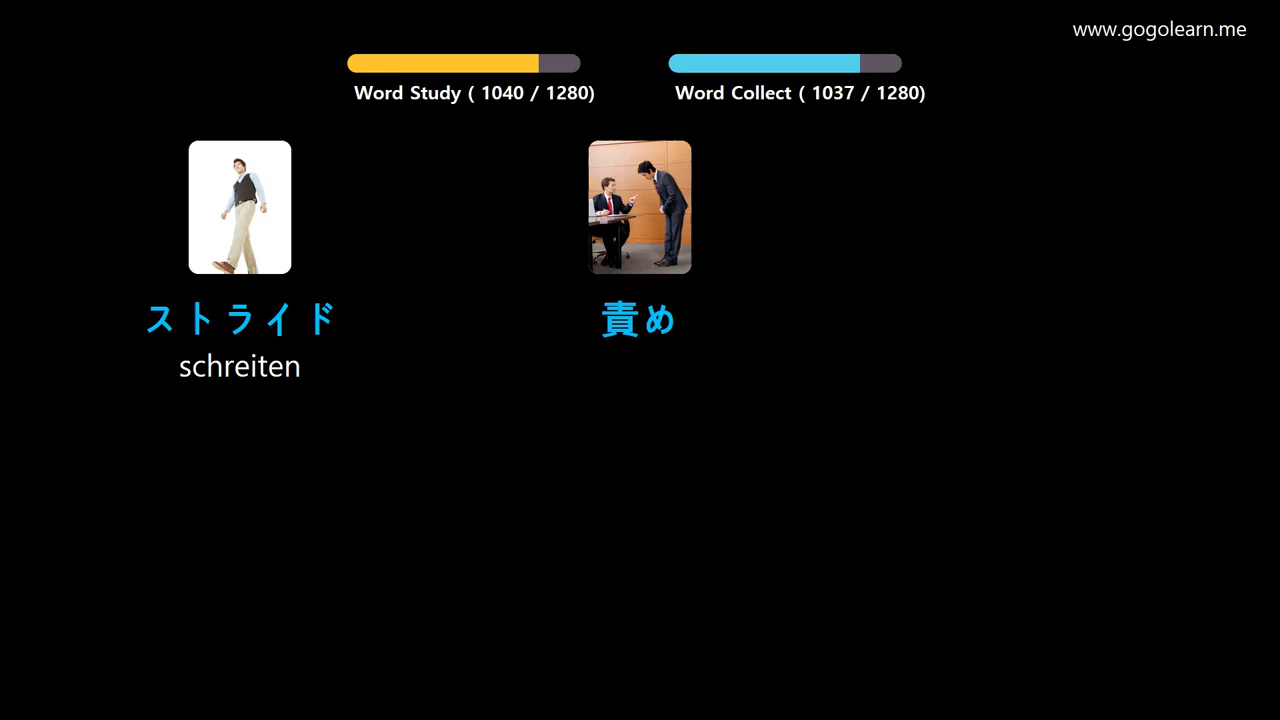 www.gogolearn.me
Word Study ( 1040 / 1280)
Word Collect ( 1037 / 1280)
ストライド
責め
schreiten